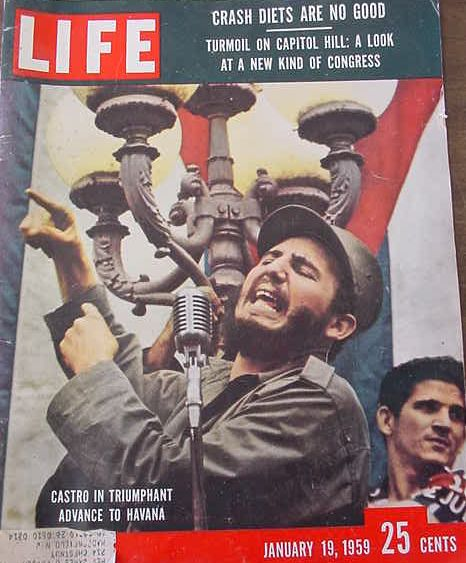 LIFE
CRASH DIETS ARE NO GOOD
TURMOIL ON CAPITOL HILL: A LOOK
AT A NEW KIND OF CONGRESS
CASTRO IN TRIUMPHANT
ADVANCE TO HAVANA
JANUARY 19, 1959 25 CENTS